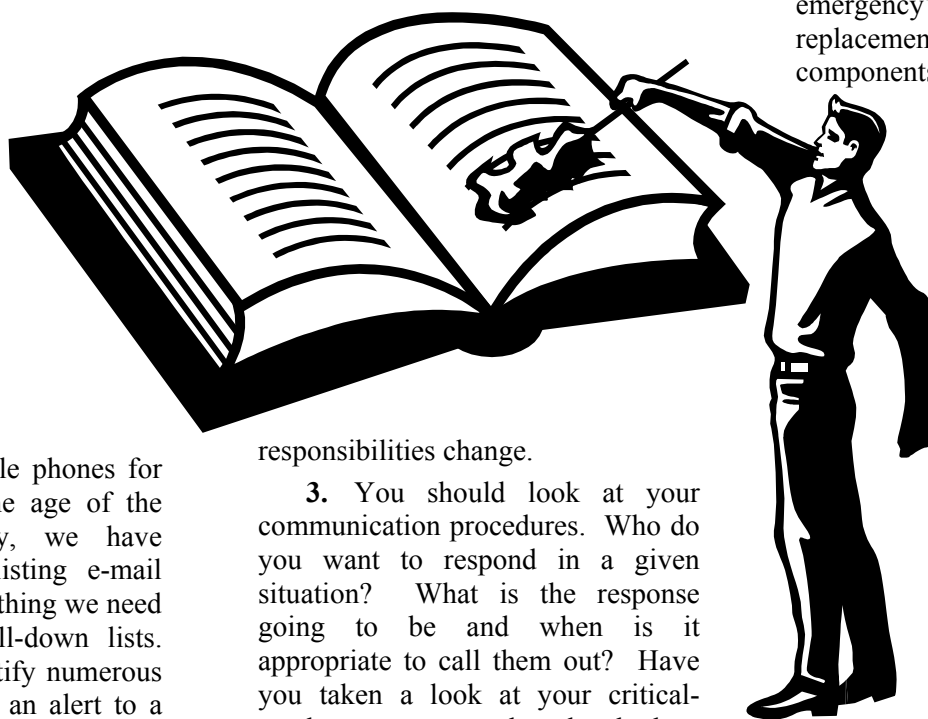 emergency
replacemen
components
le phones for
ne age of the
y, we have
listing e-mail
thing we need
ll-down lists.
tify numerous
an alert to a
responsibilities change.
3. You should look at your
communication procedures. Who do
you want to respond in a given
situation? What is the response
going to be and when is it
appropriate to call them out? Have
you taken a look at your critical-